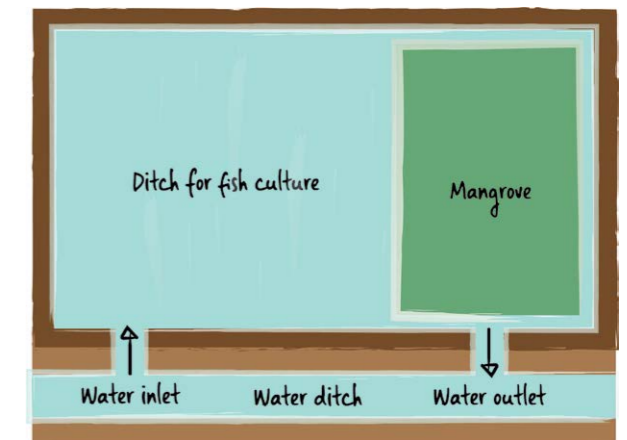 Ditch for fish culture
Mangrove
Water inlet
Water ditch
Water outlet